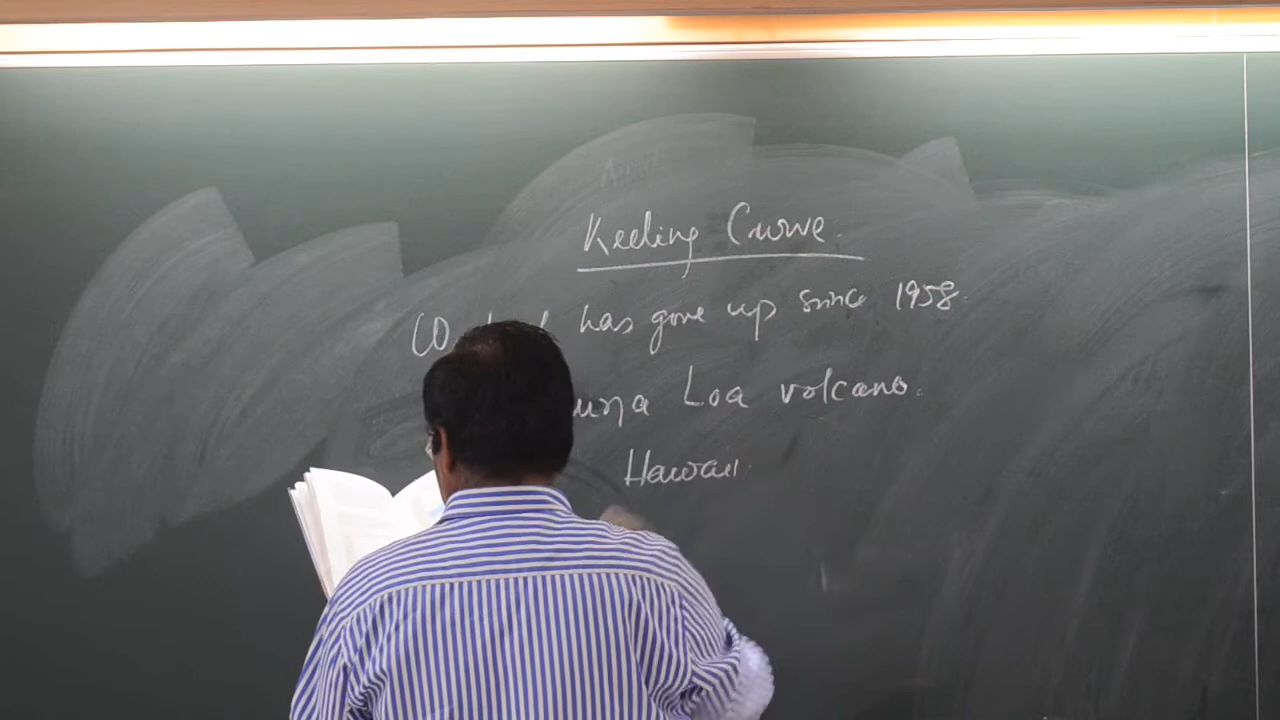 Keeling Curve.
CO has gone up since 1958.
una Loa volcano.
Hawaii